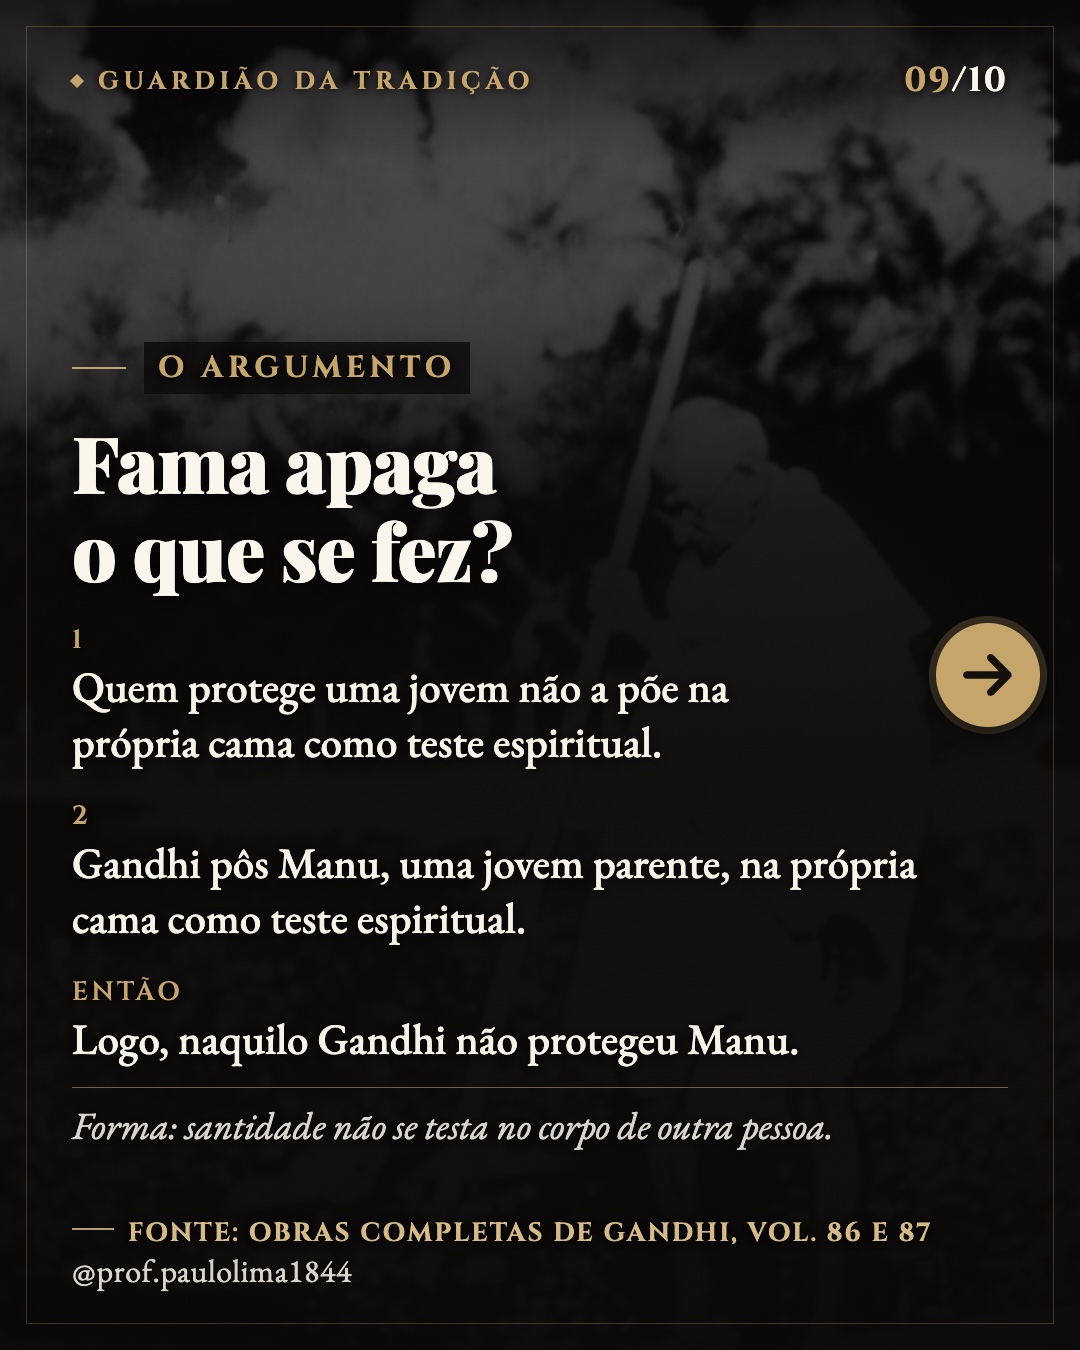 GUARDIÃO DA TRADIÇÃO
09/10
O ARGUMENTO
Fama apaga
o que se fez?
1
Quem protege uma jovem não a põe na
própria cama como teste espiritual.
2
Gandhi pôs Manu, uma jovem parente, na própria
cama como teste espiritual.
ENTÃO
Logo, naquilo Gandhi não protegeu Manu.
Forma: santidade não se testa no corpo de outra pessoa.
FONTE: OBRAS COMPLETAS DE GANDHI, VOL. 86 E 87
@prof.paulolima1844